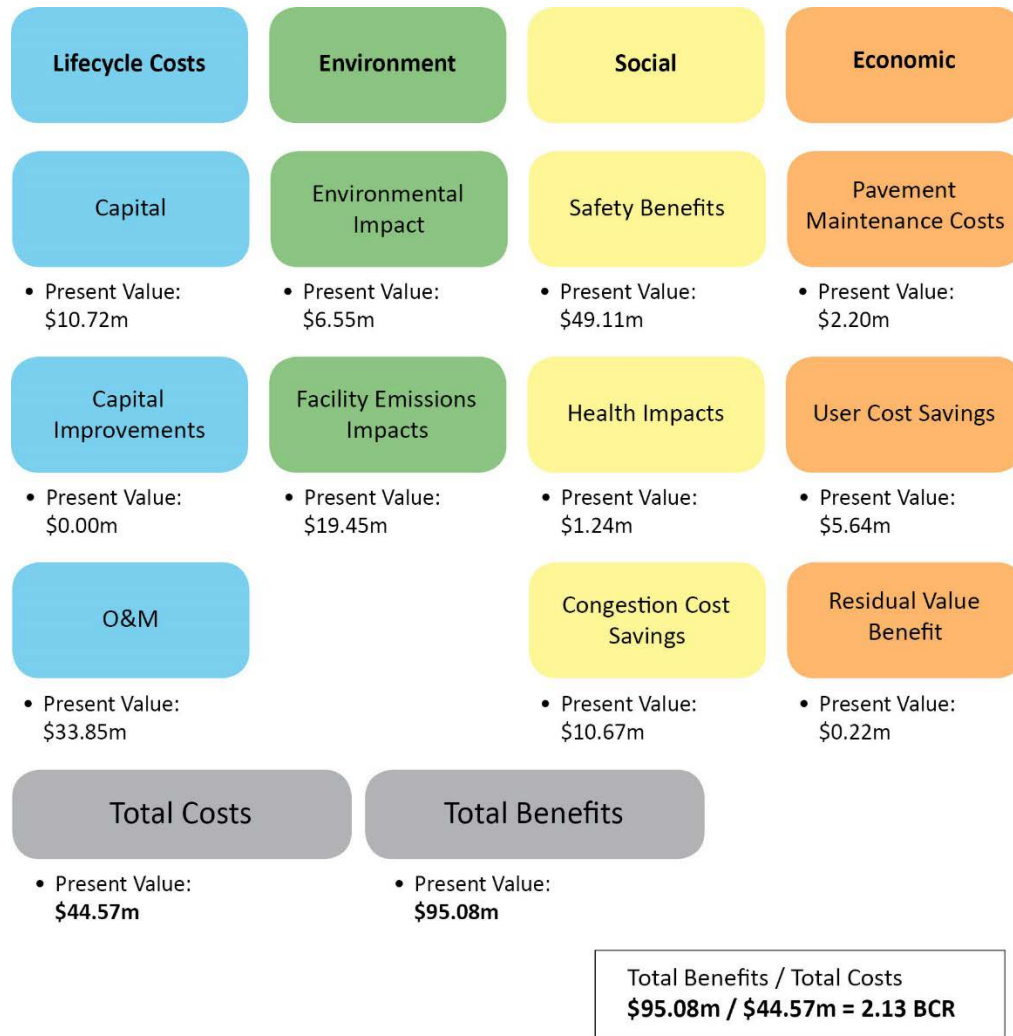 Lifecycle Costs
Environment
Social
Economic
Capital
Environmental
Impact
Safety Benefits
Pavement
Maintenance Costs
• Present Value:
$10.72m
• Present Value:
$6.55m
• Present Value:
$49.11m
• Present Value:
$2.20m
Capital
Improvements
Facility Emissions
Impacts
Health Impacts
User Cost Savings
• Present Value:
$0.00m
• Present Value:
$19.45m
• Present Value:
$1.24m
• Present Value:
$5.64m
O&M
Congestion Cost
Savings
Residual Value
Benefit
• Present Value:
$33.85m
• Present Value:
$10.67m
• Present Value:
$0.22m
Total Costs
Total Benefits
• Present Value:
$44.57m
• Present Value:
$95.08m
Total Benefits / Total Costs
$95.08m / $44.57m = 2.13 BCR